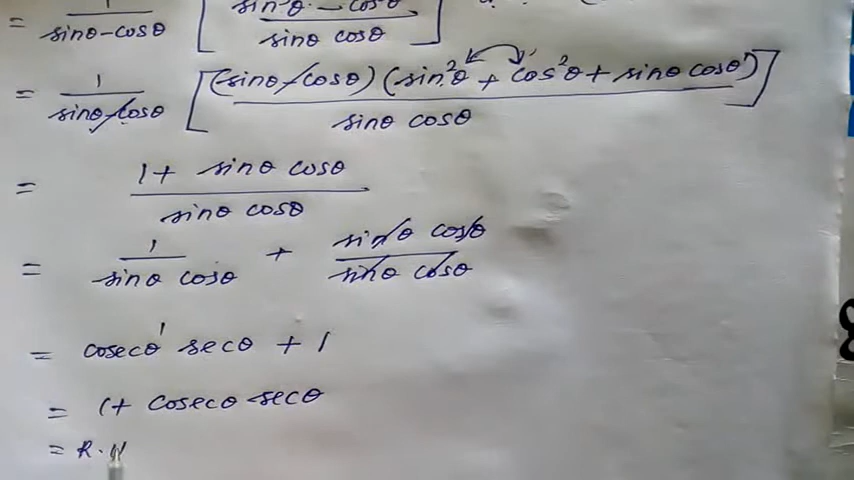 = 1/(sinθ-cosθ) [(sin³θ - cos³θ)/(sinθ cosθ)]
= 1/(sinθ-cosθ) [(sinθ-cosθ)(sin²θ + cos²θ + sinθ cosθ)/(sinθ cosθ)]
= (1+ sinθ cosθ)/(sinθ cosθ)
= 1/(sinθ cosθ) + (sinθ cosθ)/(sinθ cosθ)
= cosecθ secθ + 1
= 1+ cosecθ secθ
= R.H